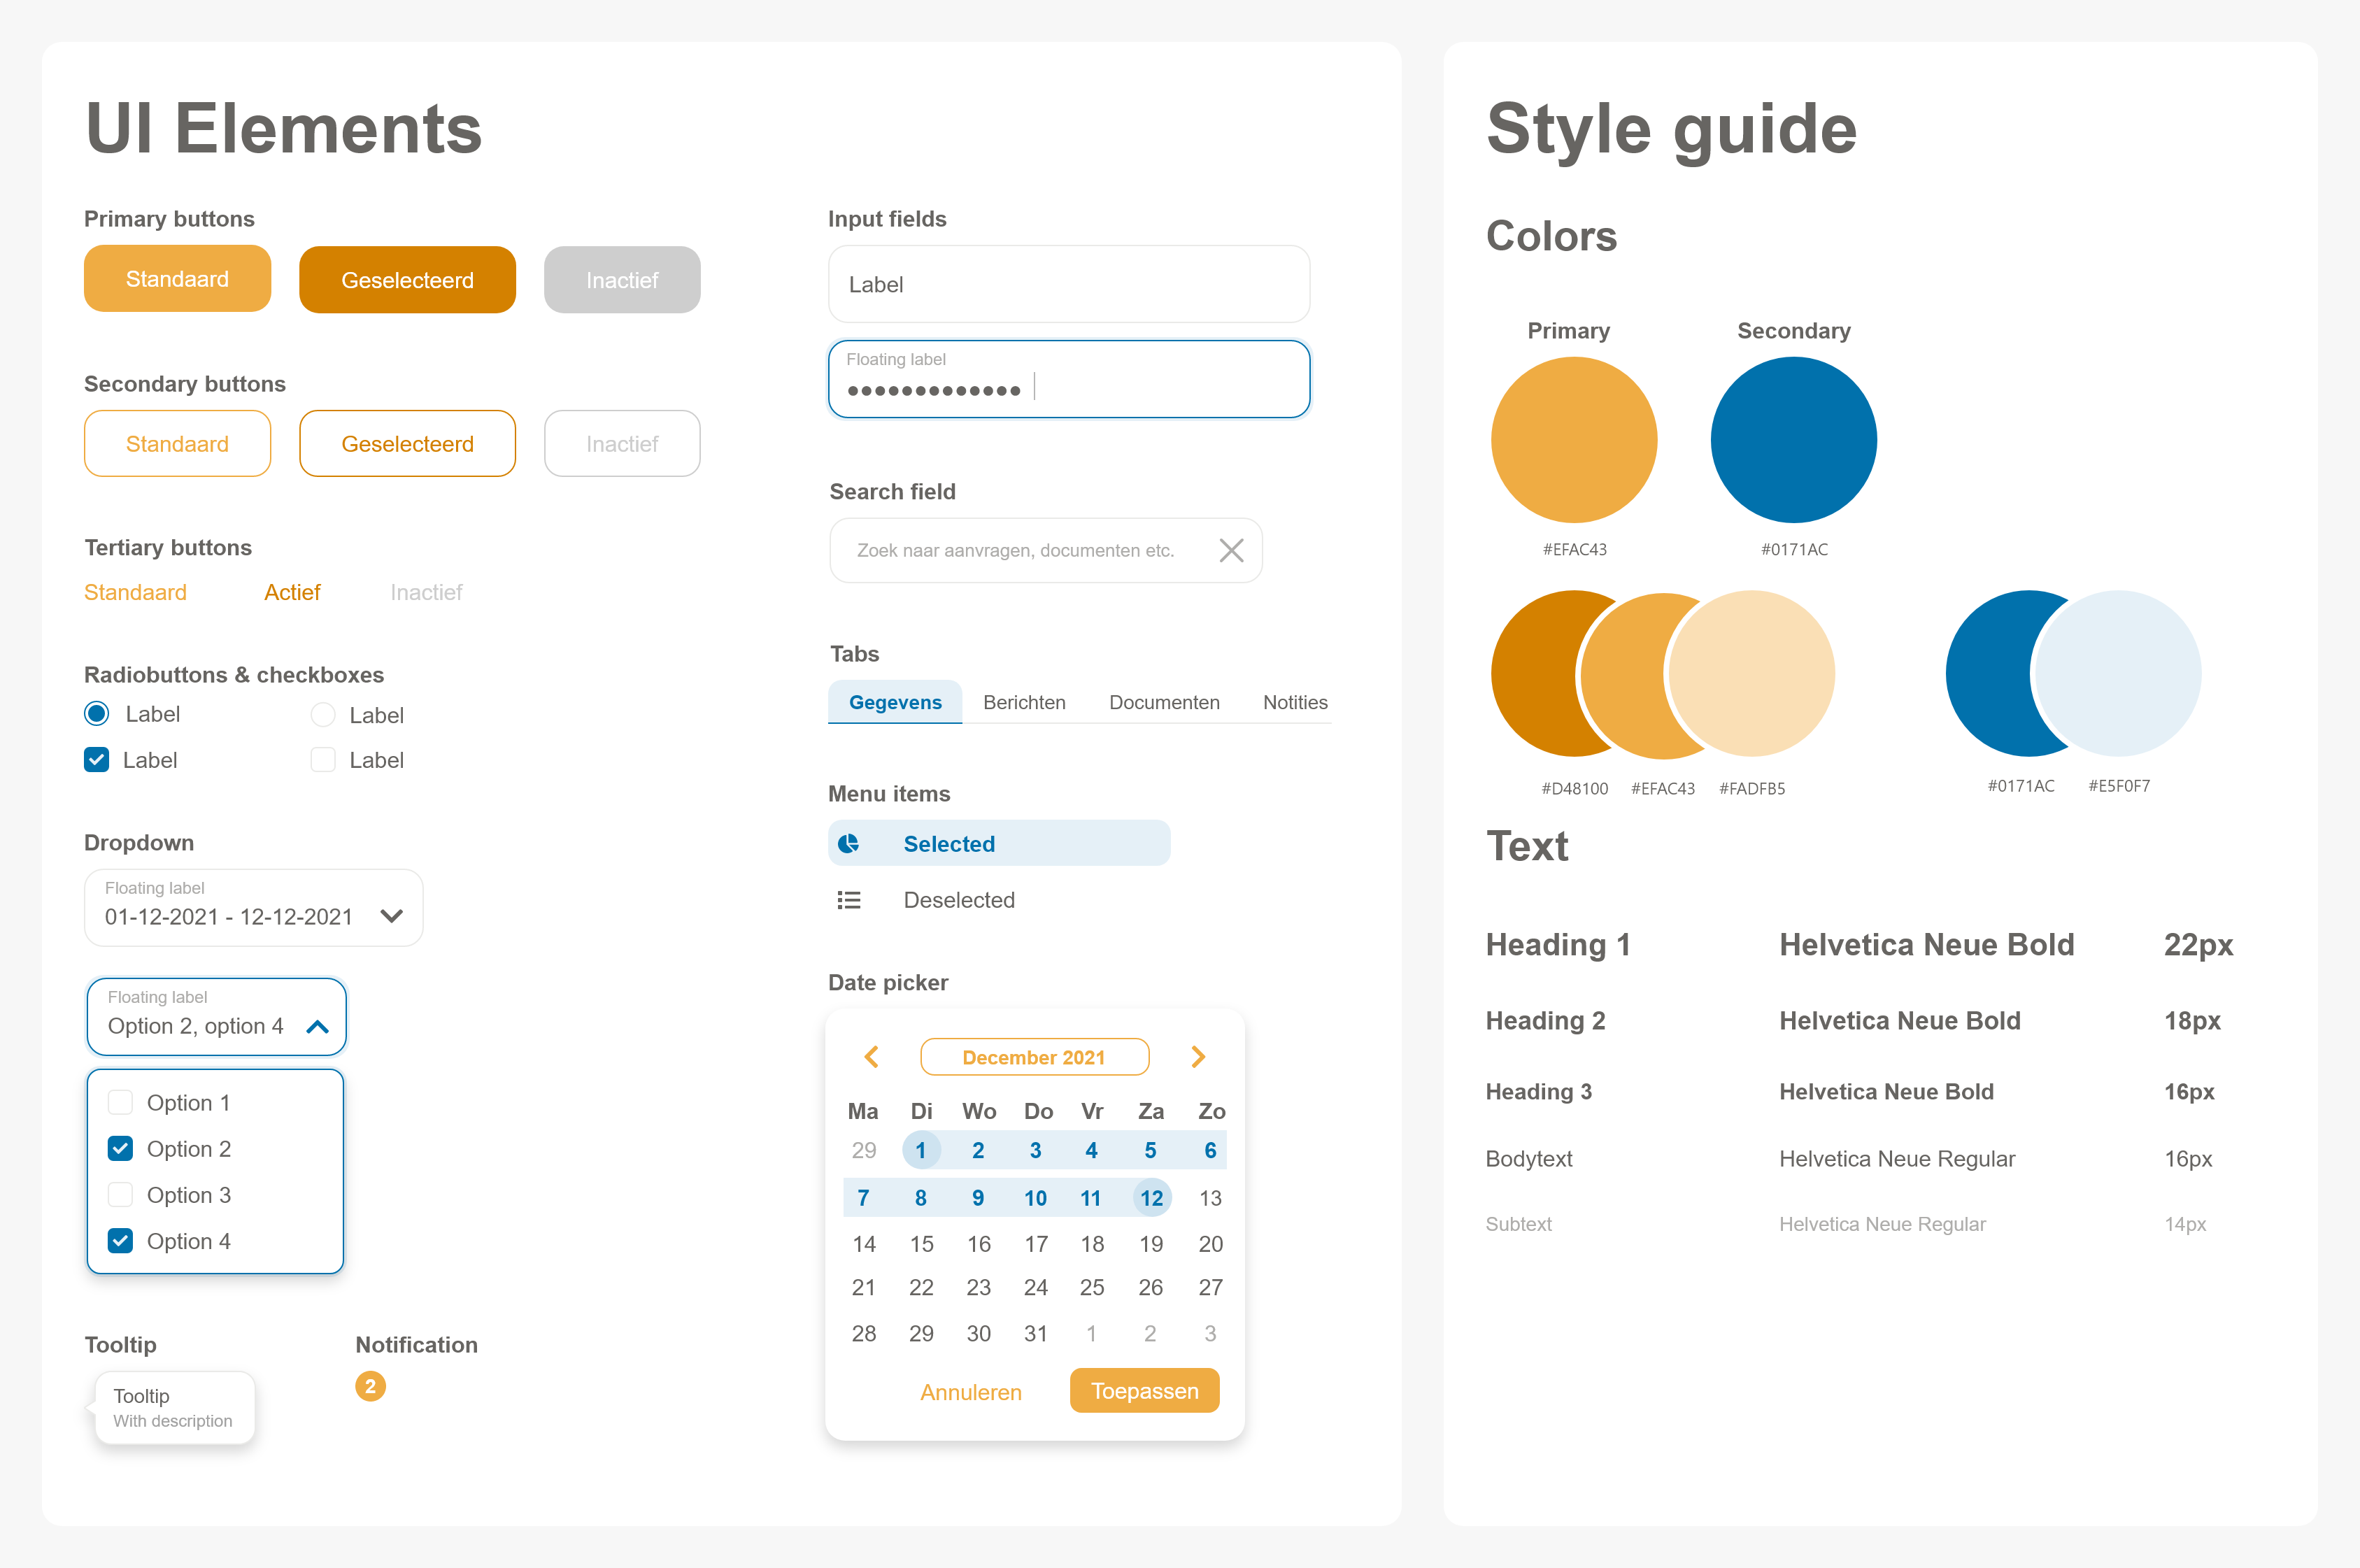 UI Elements
Primary buttons
Standaard Geselecteerd Inactief
Secondary buttons
Standaard Geselecteerd Inactief
Tertiary buttons
Standaard Actief Inactief
Radiobuttons & checkboxes
Label Label
Label Label
Dropdown
Floating label
01-12-2021 - 12-12-2021
Floating label
Option 2, option 4
Option 1
Option 2
Option 3
Option 4
Tooltip
Tooltip
With description
Notification
2
Input fields
Label
Floating label
Search field
Zoek naar aanvragen, documenten etc.
Tabs
Gegevens Berichten Documenten Notities
Menu items
Selected
Deselected
Date picker
December 2021
Ma Di Wo Do Vr Za Zo
29 1 2 3 4 5 6
7 8 9 10 11 12 13
14 15 16 17 18 19 20
21 22 23 24 25 26 27
28 29 30 31 1 2 3
Annuleren Toepassen
Style guide
Colors
Primary Secondary
#EFAC43 #0171AC
#D48100 #EFAC43 #FADFB5 #0171AC #E5F0F7
Text
Heading 1 Helvetica Neue Bold 22px
Heading 2 Helvetica Neue Bold 18px
Heading 3 Helvetica Neue Bold 16px
Bodytext Helvetica Neue Regular 16px
Subtext Helvetica Neue Regular 14px